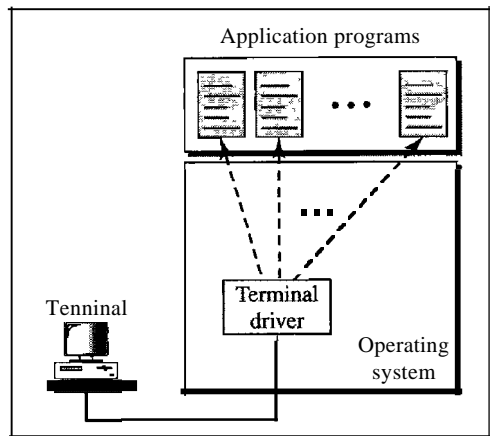 Application programs
Tenninal
Terminal
driver
Operating
system